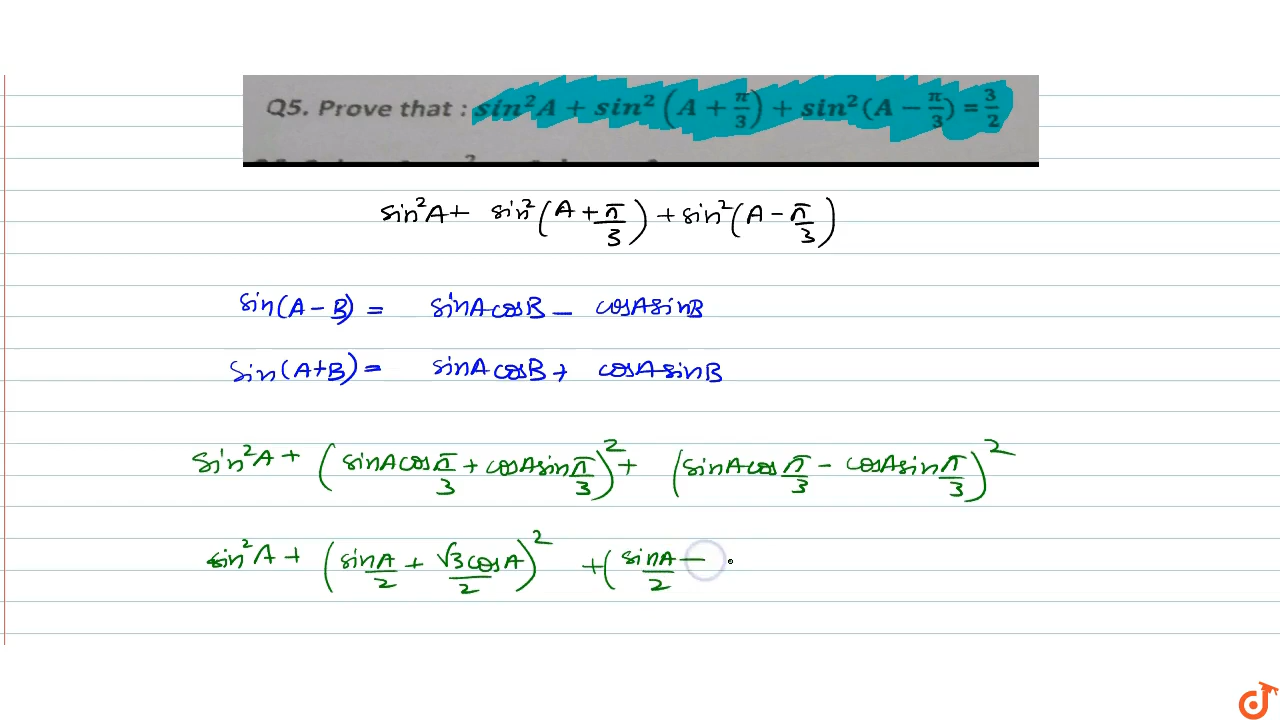 Q5. Prove that : sin²A + sin² (A + π/3) + sin²(A − π/3) = 3/2
sin²A + sin² (A + π/3) + sin² (A − π/3)
sin(A − B) = sinA cosB − cosA sinB
sin(A+B) = sinA cosB + cosA sinB
sin²A + (sinA cos π/3 + cosA sin π/3)² + (sinA cos π/3 − cosA sin π/3)²
sin²A + (sinA/2 + √3 cosA/2)² + (sinA/2 −